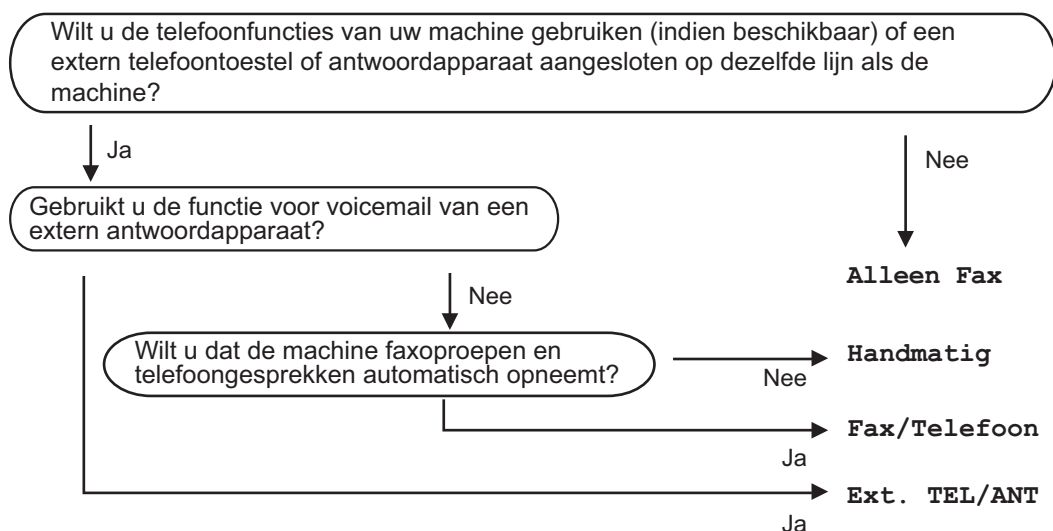 Wilt u de telefoonfuncties van uw machine gebruiken (indien beschikbaar) of een
extern telefoontoestel of antwoordapparaat aangesloten op dezelfde lijn als de
machine?
Ja
Nee
Gebruikt u de functie voor voicemail van een
extern antwoordapparaat?
Alleen Fax
Nee
Wilt u dat de machine faxoproepen en
telefoongesprekken automatisch opneemt?
Handmatig
Nee
Fax/Telefoon
Ja
Ext. TEL/ANT
Ja